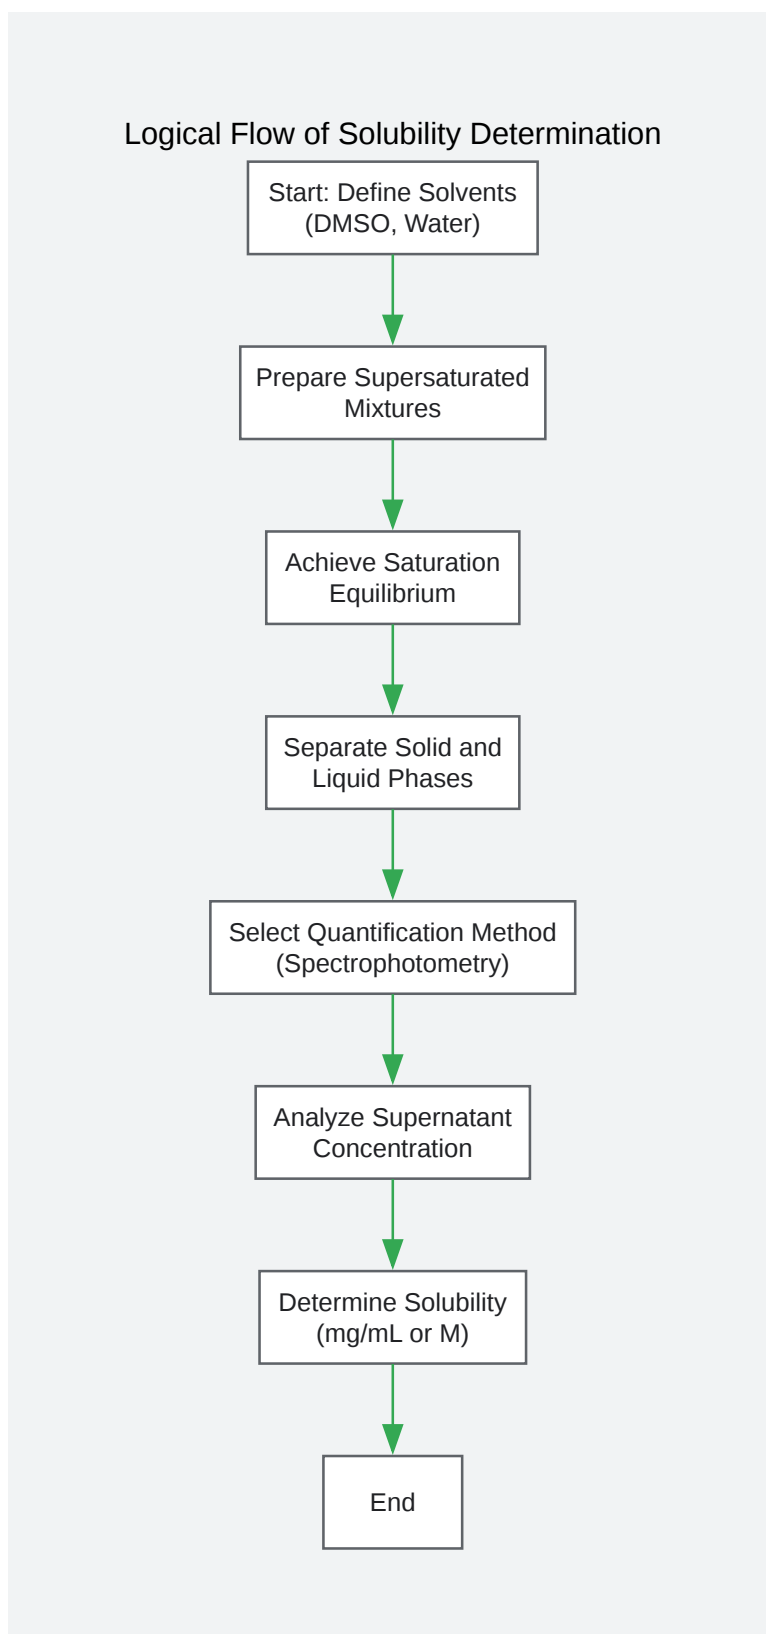 Logical Flow of Solubility Determination
Start: Define Solvents
(DMSO, Water)
Prepare Supersaturated
Mixtures
Achieve Saturation
Equilibrium
Separate Solid and
Liquid Phases
Select Quantification Method
(Spectrophotometry)
Analyze Supernatant
Concentration
Determine Solubility
(mg/mL or M)
End